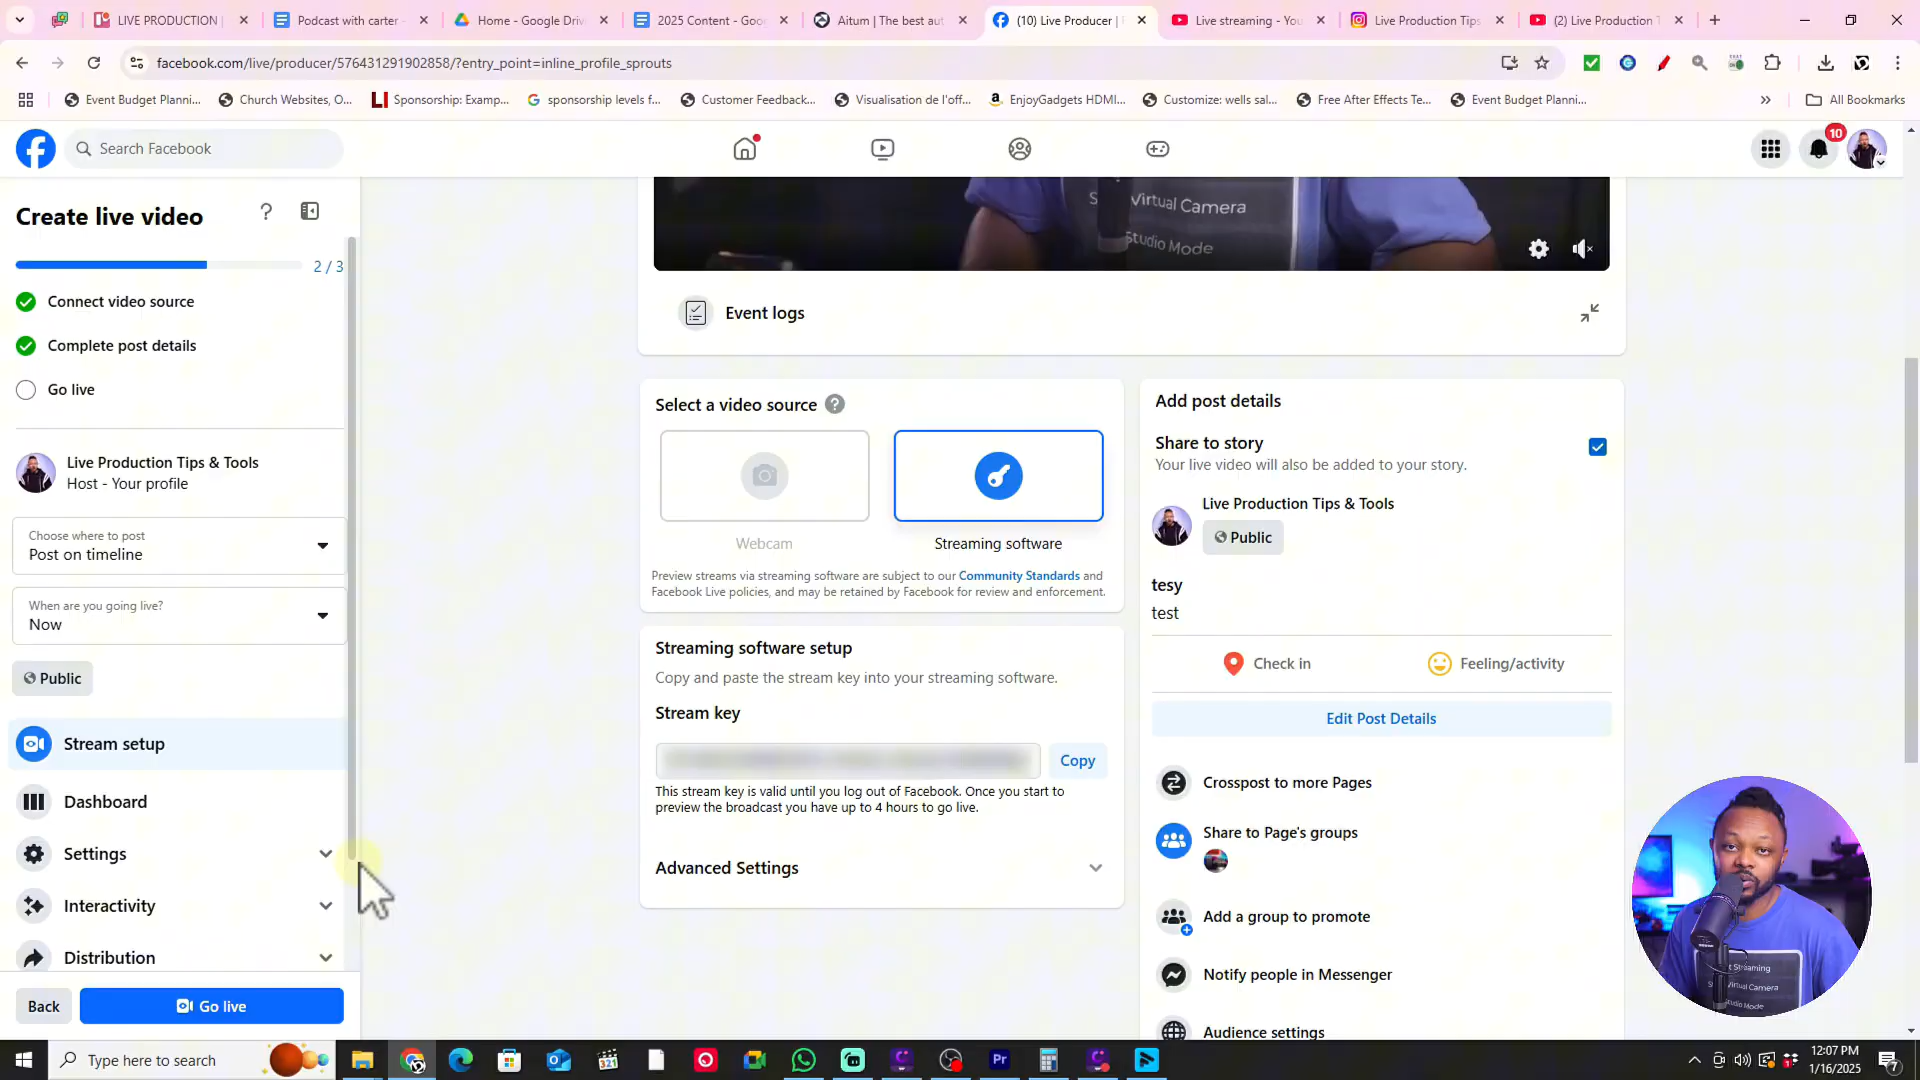 LIVE PRODUCTION
Podcast with carter
Home - Google Driv
2025 Content - Goo
Aitum | The best aut
(10) Live Producer |
Live streaming - You
Live Production Tips
(2) Live Production T
facebook.com/live/producer/576431291902858/?entry_point=inline_profile_sprouts
Event Budget Planni...
Church Websites, O...
Sponsorship: Examp...
sponsorship levels f...
Customer Feedback...
Visualisation de l'off...
EnjoyGadgets HDMI...
Customize: wells sal...
Free After Effects Te...
Event Budget Planni...
All Bookmarks
Search Facebook
10
Create live video
2 / 3
Connect video source
Complete post details
Go live
Live Production Tips & Tools
Host - Your profile
Choose where to post
Post on timeline
When are you going live?
Now
Public
Stream setup
Dashboard
Settings
Interactivity
Distribution
Back
Go live
Virtual Camera
Studio Mode
Event logs
Select a video source
Webcam
Streaming software
Preview streams via streaming software are subject to our Community Standards and
Facebook Live policies, and may be retained by Facebook for review and enforcement.
Streaming software setup
Copy and paste the stream key into your streaming software.
Stream key
Copy
This stream key is valid until you log out of Facebook. Once you start to
preview the broadcast you have up to 4 hours to go live.
Advanced Settings
Add post details
Share to story
Your live video will also be added to your story.
Live Production Tips & Tools
Public
tesy
test
Check in
Feeling/activity
Edit Post Details
Crosspost to more Pages
Share to Page's groups
Add a group to promote
Notify people in Messenger
Audience settings
Streaming
Virtual Camera
Studio Mode
Type here to search
321
Pr
12:07 PM
1/16/2025
7